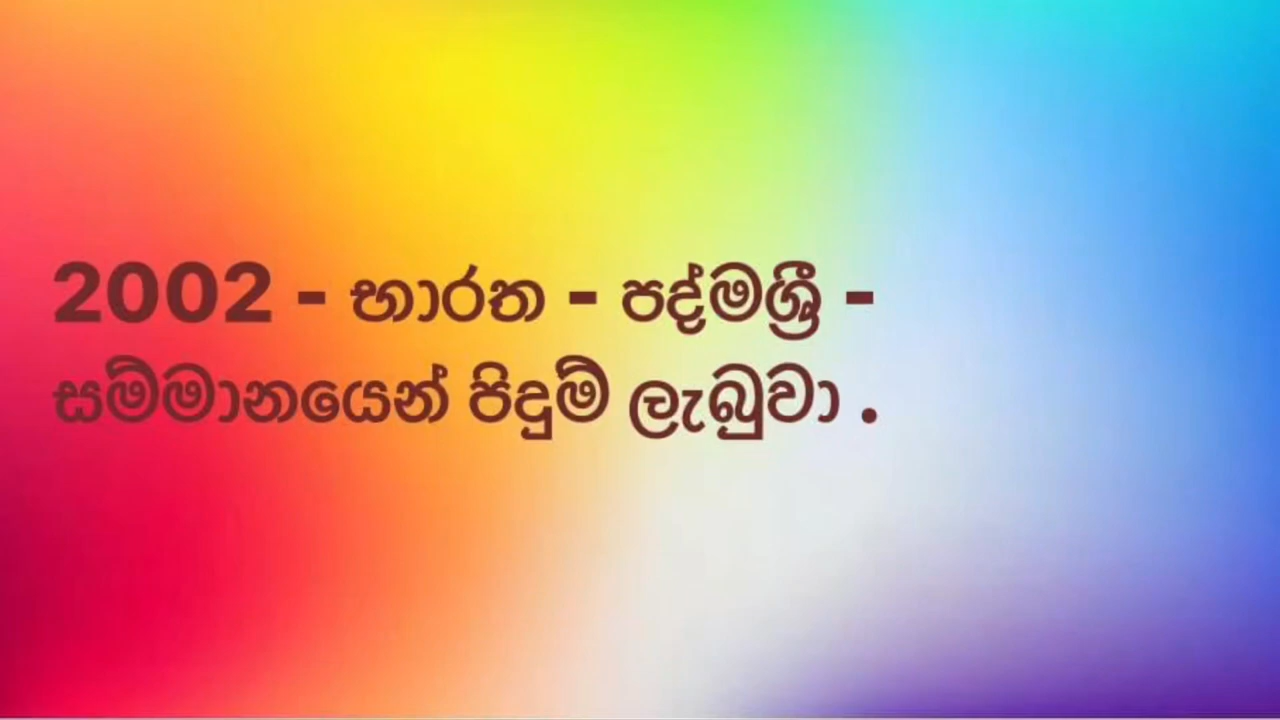 2002 - භාරත - පද්මශ්‍රී -
සම්මානයෙන් පිදුම් ලැබුවා .